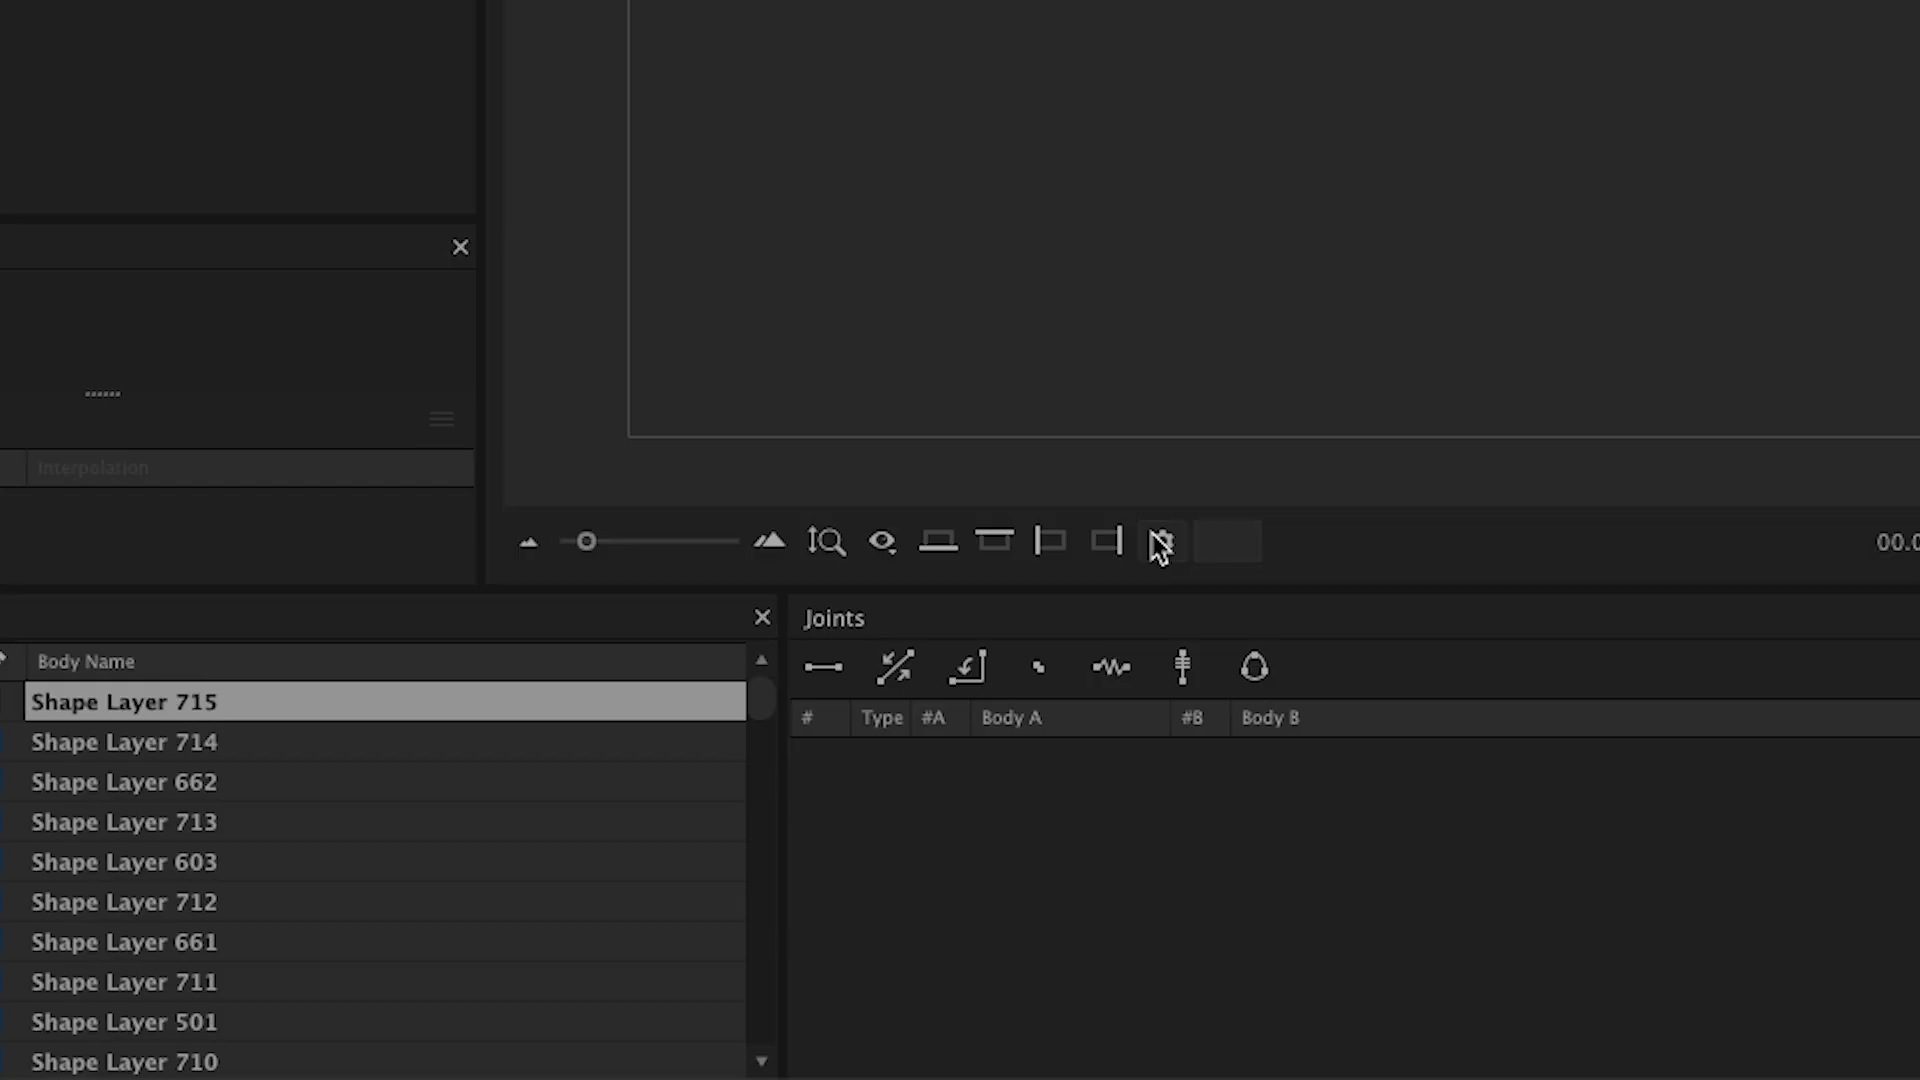 Interpolation
00.0
Joints
Body Name
# Type #A Body A #B Body B
Shape Layer 715
Shape Layer 714
Shape Layer 662
Shape Layer 713
Shape Layer 603
Shape Layer 712
Shape Layer 661
Shape Layer 711
Shape Layer 501
Shape Layer 710